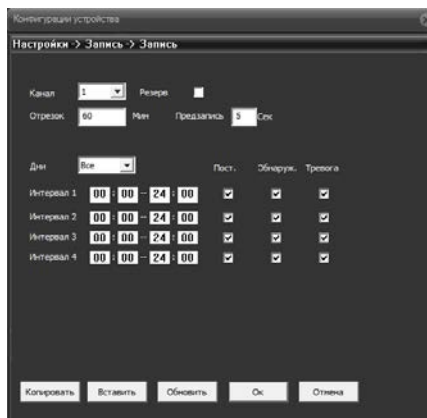 Конфигурации устройства
Настройки -> Запись -> Запись
Канал 1 Резерв
Отрезок 60 Мин Предзапись 5 Сек
Дни Все Пост. Обнаруж. Тревога
Интервал 1 00 : 00 - 24 : 00
Интервал 2 00 : 00 - 24 : 00
Интервал 3 00 : 00 - 24 : 00
Интервал 4 00 : 00 - 24 : 00
Копировать Вставить Обновить Ок Отмена